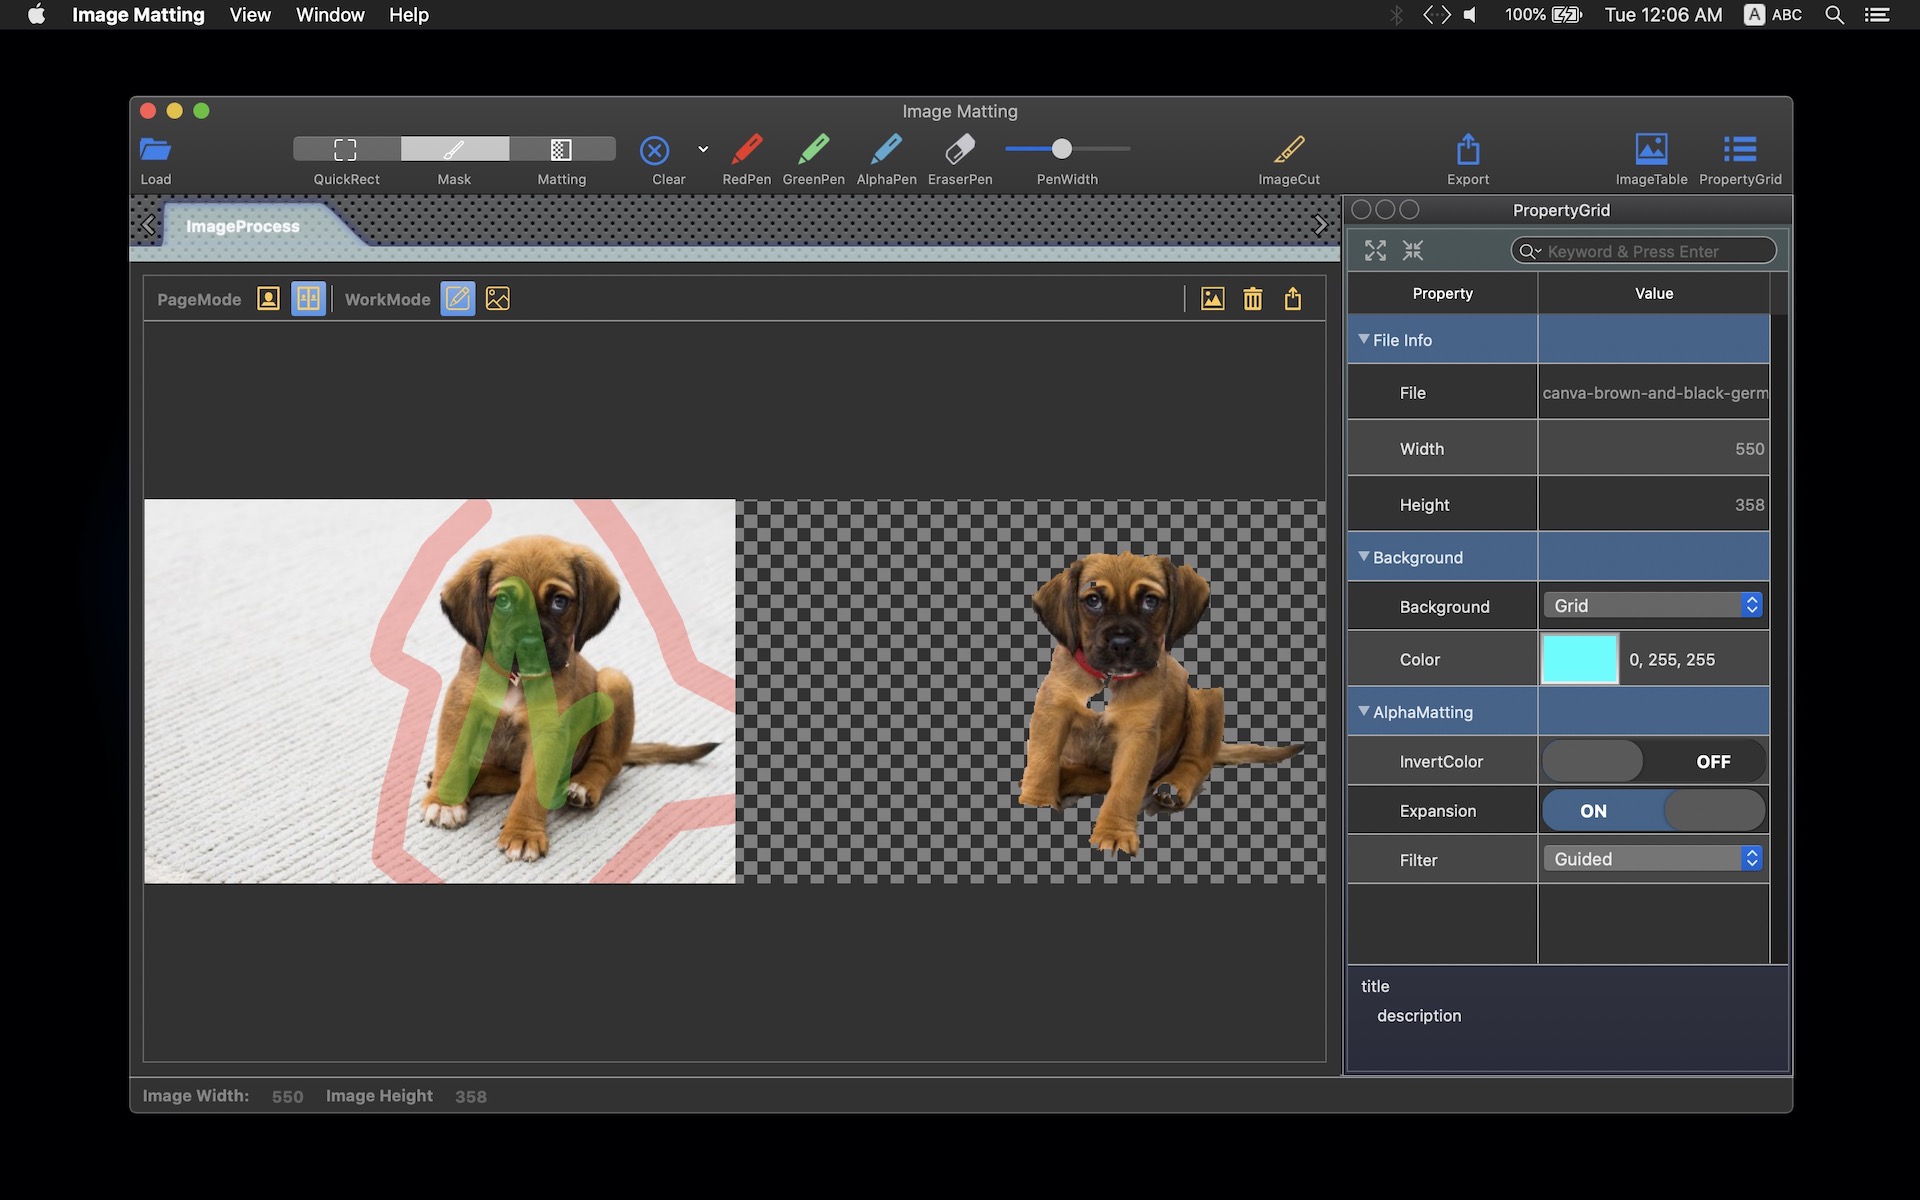 Image Matting View Window Help 100% Tue 12:06 AM A ABC
Image Matting
Load QuickRect Mask Matting Clear RedPen GreenPen AlphaPen EraserPen PenWidth ImageCut Export ImageTable PropertyGrid
ImageProcess
PageMode WorkMode
PropertyGrid
Keyword & Press Enter
Property Value
File Info
File canva-brown-and-black-germ
Width 550
Height 358
Background
Background Grid
Color 0, 255, 255
AlphaMatting
InvertColor OFF
Expansion ON
Filter Guided
title
description
Image Width: 550 Image Height 358